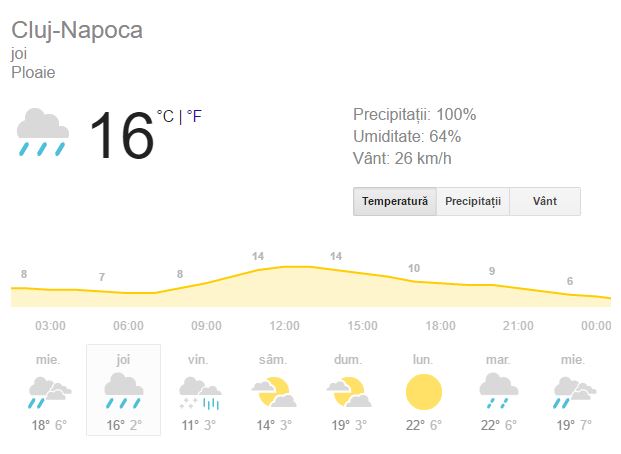 Cluj-Napoca
joi
Ploaie
16 °C | °F
Precipitații: 100%
Umiditate: 64%
Vânt: 26 km/h
Temperatură Precipitații Vânt
8 7 8 14 14 10 9 6
03:00 06:00 09:00 12:00 15:00 18:00 21:00 00:00
mie. joi vin. sâm. dum. lun. mar. mie.
18° 6° 16° 2° 11° 3° 14° 3° 19° 3° 22° 6° 22° 6° 19° 7°